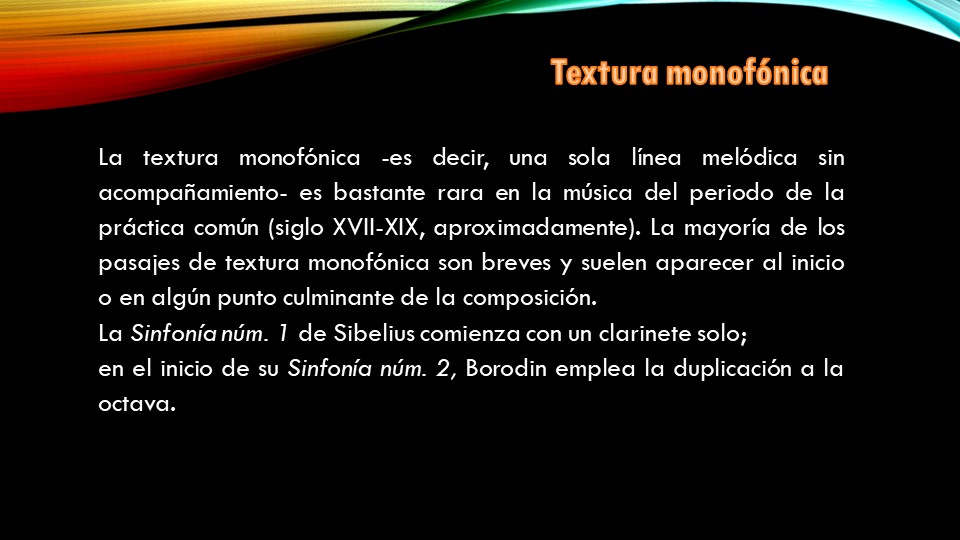 Textura monofónica
La textura monofónica -es decir, una sola línea melódica sin
acompañamiento- es bastante rara en la música del periodo de la
práctica común (siglo XVII-XIX, aproximadamente). La mayoría de los
pasajes de textura monofónica son breves y suelen aparecer al inicio
o en algún punto culminante de la composición.
La Sinfonía núm. 1 de Sibelius comienza con un clarinete solo;
en el inicio de su Sinfonía núm. 2, Borodin emplea la duplicación a la
octava.